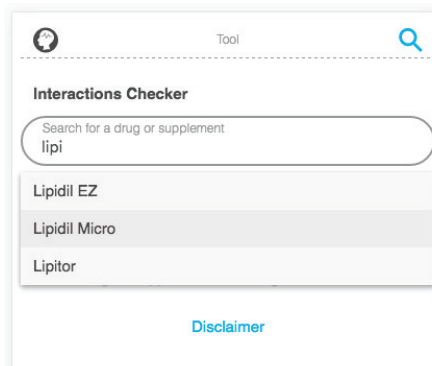 Tool
Interactions Checker
Search for a drug or supplement
lipi
Lipidil EZ
Lipidil Micro
Lipitor
Disclaimer